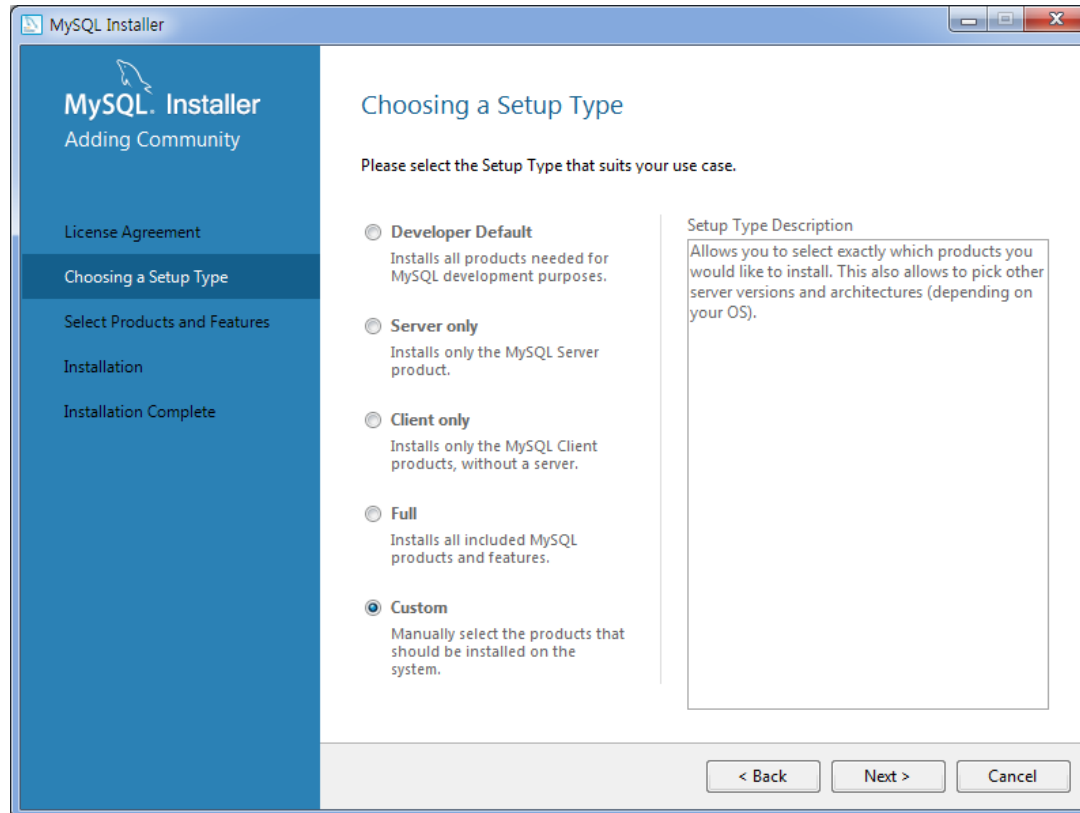 MySQL Installer
MySQL. Installer
Adding Community
License Agreement
Choosing a Setup Type
Select Products and Features
Installation
Installation Complete
Choosing a Setup Type
Please select the Setup Type that suits your use case.
Developer Default
Installs all products needed for
MySQL development purposes.
Server only
Installs only the MySQL Server
product.
Client only
Installs only the MySQL Client
products, without a server.
Full
Installs all included MySQL
products and features.
Custom
Manually select the products that
should be installed on the
system.
Setup Type Description
Allows you to select exactly which products you
would like to install. This also allows to pick other
server versions and architectures (depending on
your OS).
< Back
Next >
Cancel